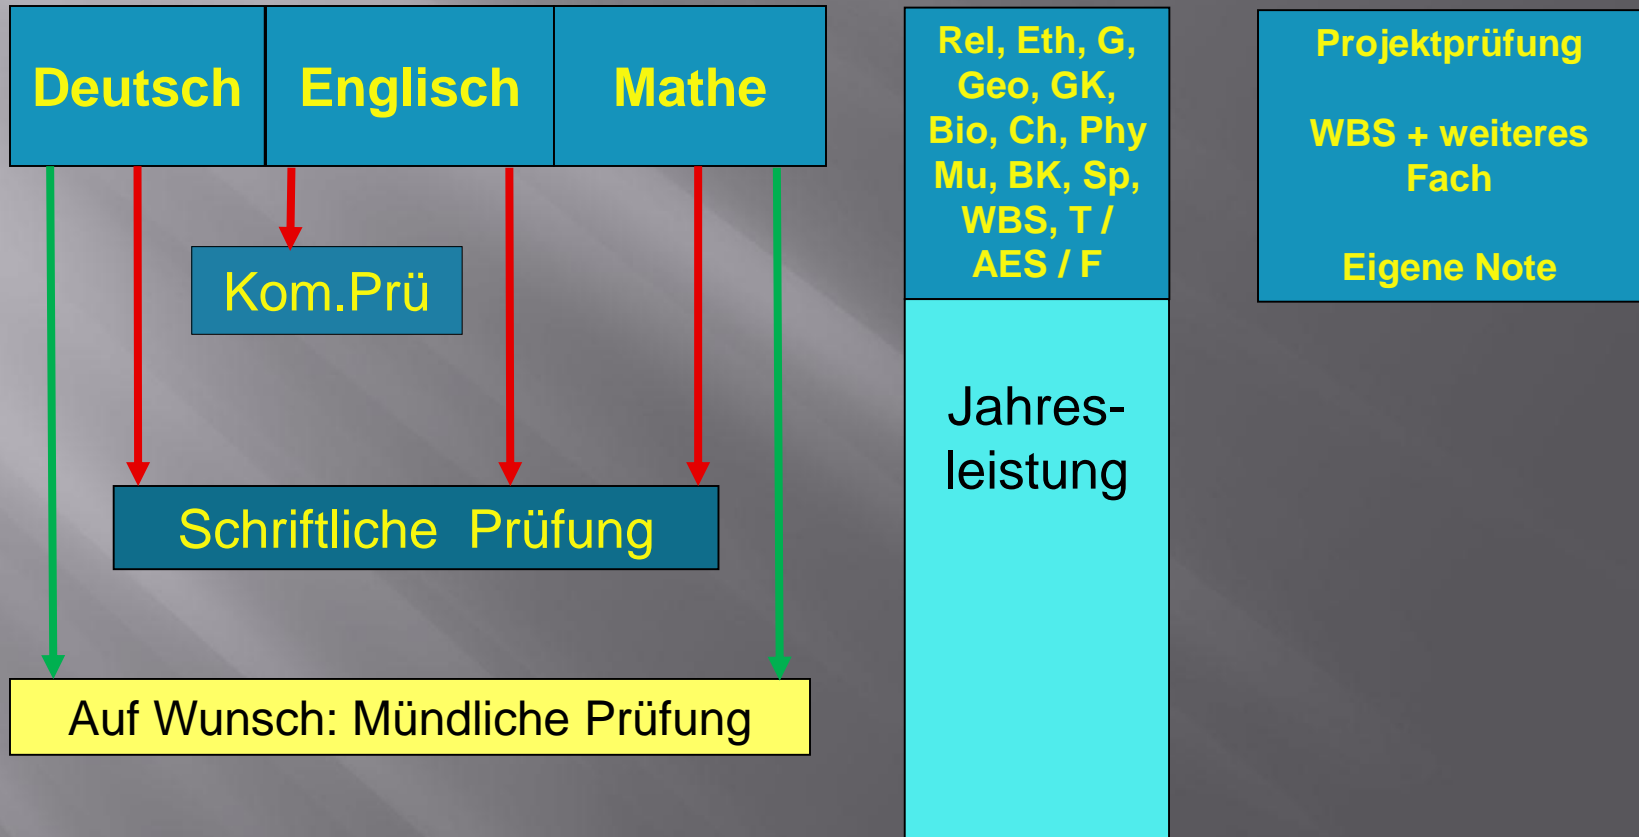 Deutsch
Englisch
Mathe
Kom.Prü
Schriftliche Prüfung
Auf Wunsch: Mündliche Prüfung
Rel, Eth, G,
Geo, GK,
Bio, Ch, Phy
Mu, BK, Sp,
WBS, T /
AES / F
Jahres-
leistung
Projektprüfung
WBS + weiteres
Fach
Eigene Note